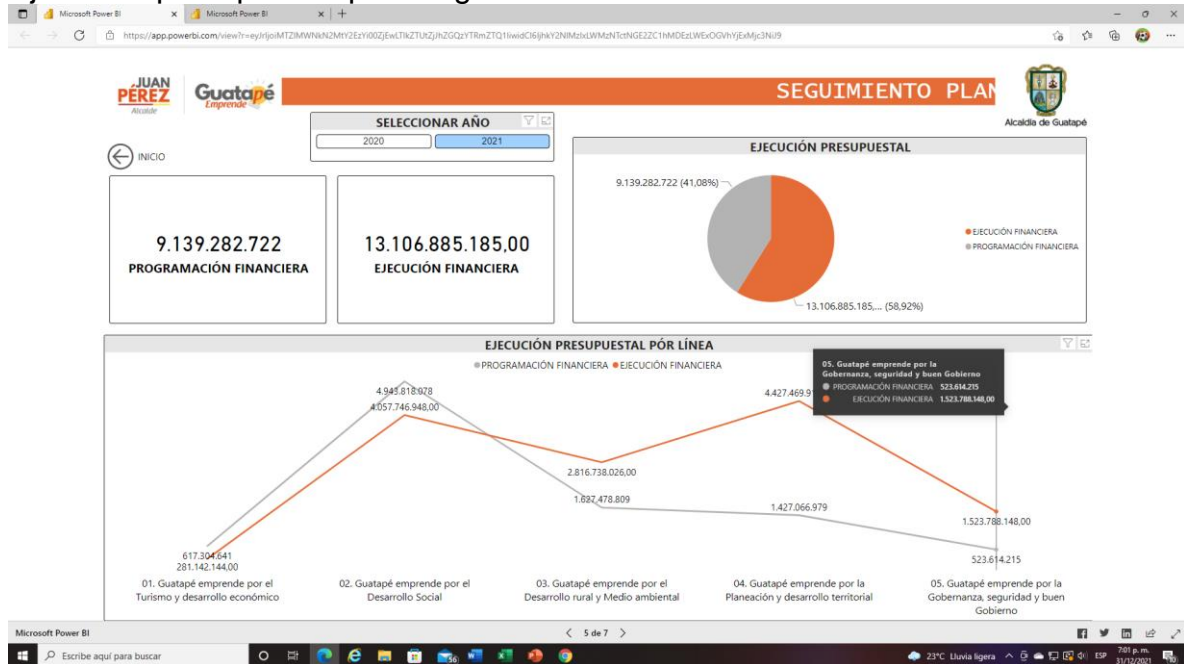 Microsoft Power BI
Microsoft Power BI
JUAN
PÉREZ
Alcalde
Guatapé
Emprende
SEGUIMIENTO PLAN
Alcaldía de Guatapé
INICIO
SELECCIONAR AÑO
2020
2021
9.139.282.722
PROGRAMACIÓN FINANCIERA
13.106.885.185,00
EJECUCIÓN FINANCIERA
EJECUCIÓN PRESUPUESTAL
9.139.282.722 (41,08%)
EJECUCIÓN FINANCIERA
PROGRAMACIÓN FINANCIERA
13.106.885.185,... (58,92%)
EJECUCIÓN PRESUPUESTAL PÓR LÍNEA
PROGRAMACIÓN FINANCIERA EJECUCIÓN FINANCIERA
05. Guatapé emprende por la
Gobernanza, seguridad y buen Gobierno
PROGRAMACIÓN FINANCIERA 523.614.215
EJECUCIÓN FINANCIERA 1.523.788.148,00
4.943.818.078
4.057.746.948,00
4.427.469.9
2.816.738.026,00
1.627.478.809
1.427.066.979
1.523.788.148,00
523.614.215
617.304.641
281.142.144,00
01. Guatapé emprende por el
Turismo y desarrollo económico
02. Guatapé emprende por el
Desarrollo Social
03. Guatapé emprende por el
Desarrollo rural y Medio ambiental
04. Guatapé emprende por la
Planeación y desarrollo territorial
05. Guatapé emprende por la
Gobernanza, seguridad y buen
Gobierno
Microsoft Power BI
5 de 7
Escribe aquí para buscar
56
23°C Lluvia ligera
ESP
7:01 p. m.
31/12/2021